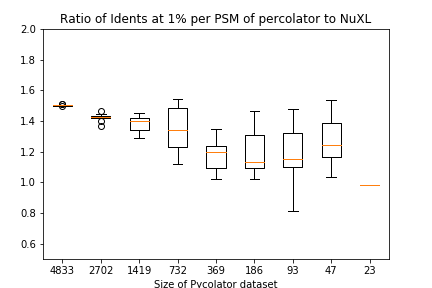 Ratio of Idents at 1% per PSM of percolator to NuXL
2.0
1.8
1.6
1.4
1.2
1.0
0.8
0.6
4833 2702 1419 732 369 186 93 47 23
Size of Pycolator dataset